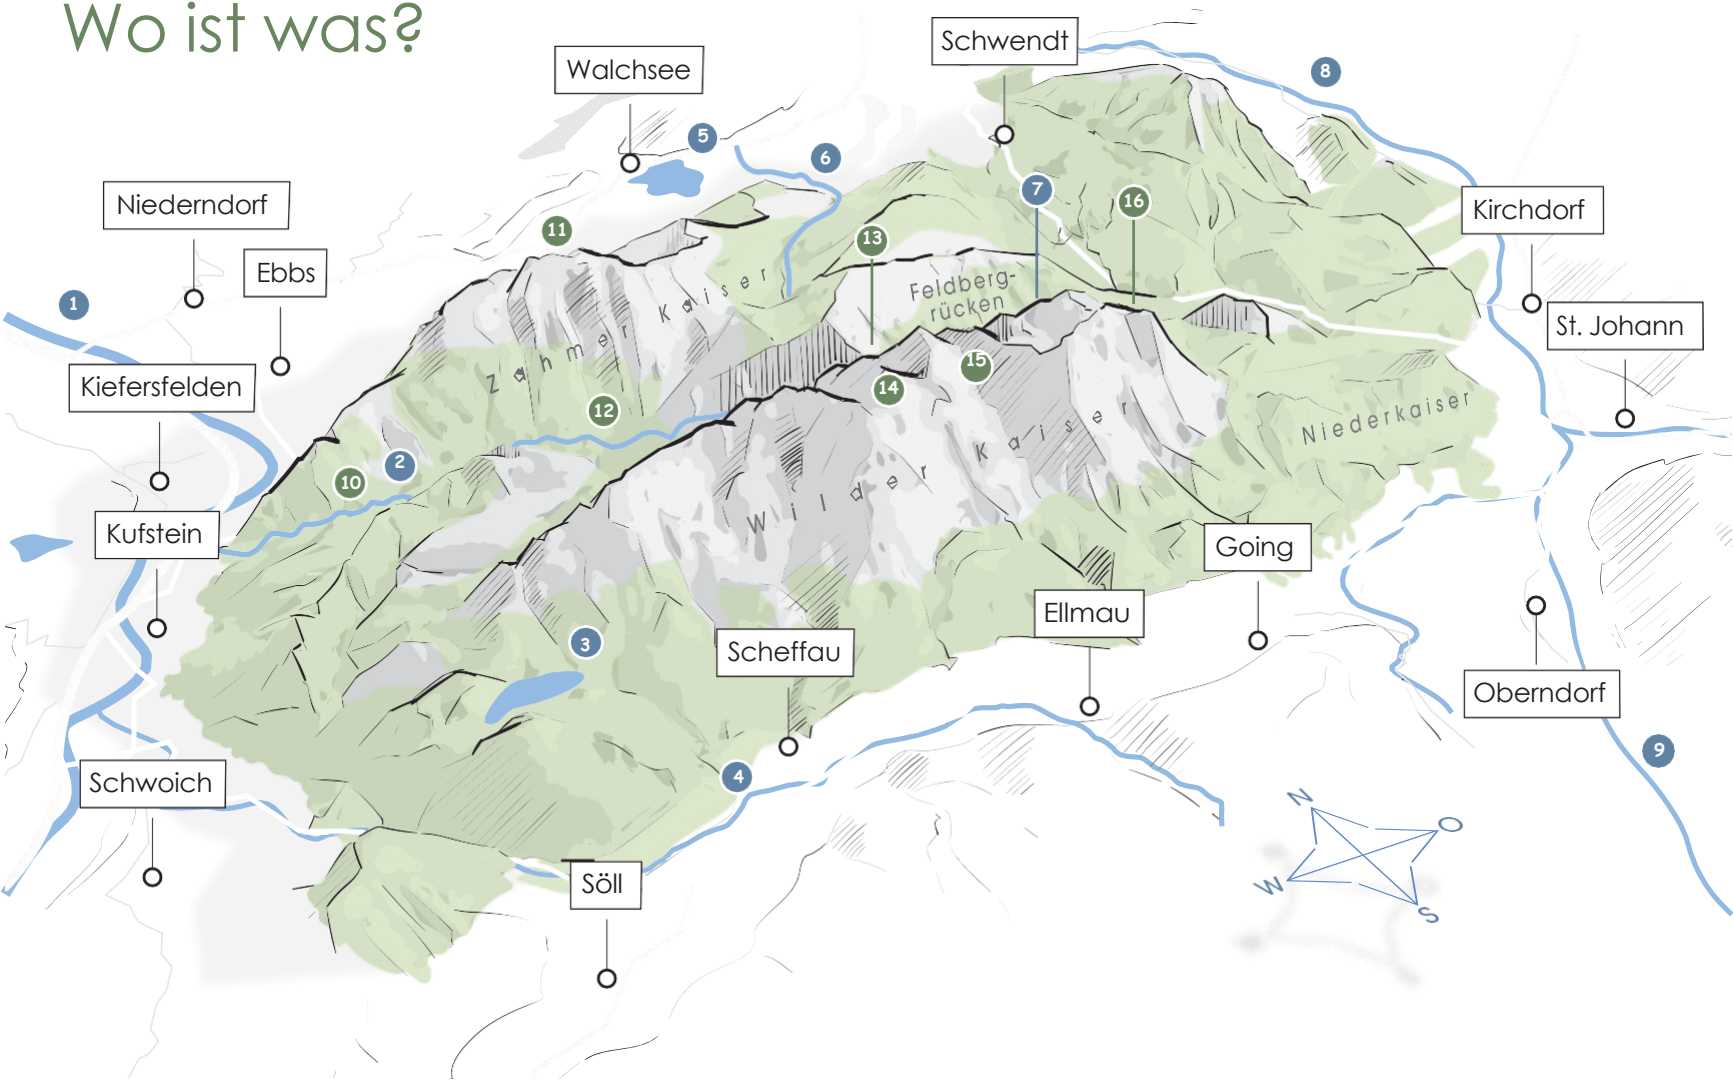 Wo ist was?
Schwendt
Walchsee
8
5
6
Niederndorf
7
16
Kirchdorf
11
13
Ebbs
Zahmer Kaiser
Feldberg-
rücken
1
St. Johann
Kiefersfelden
15
14
12
Niederkaiser
2
10
Wilder Kaiser
Kufstein
Going
Ellmau
3
Scheffau
Oberndorf
9
4
Schwoich
N
O
W
S
Söll